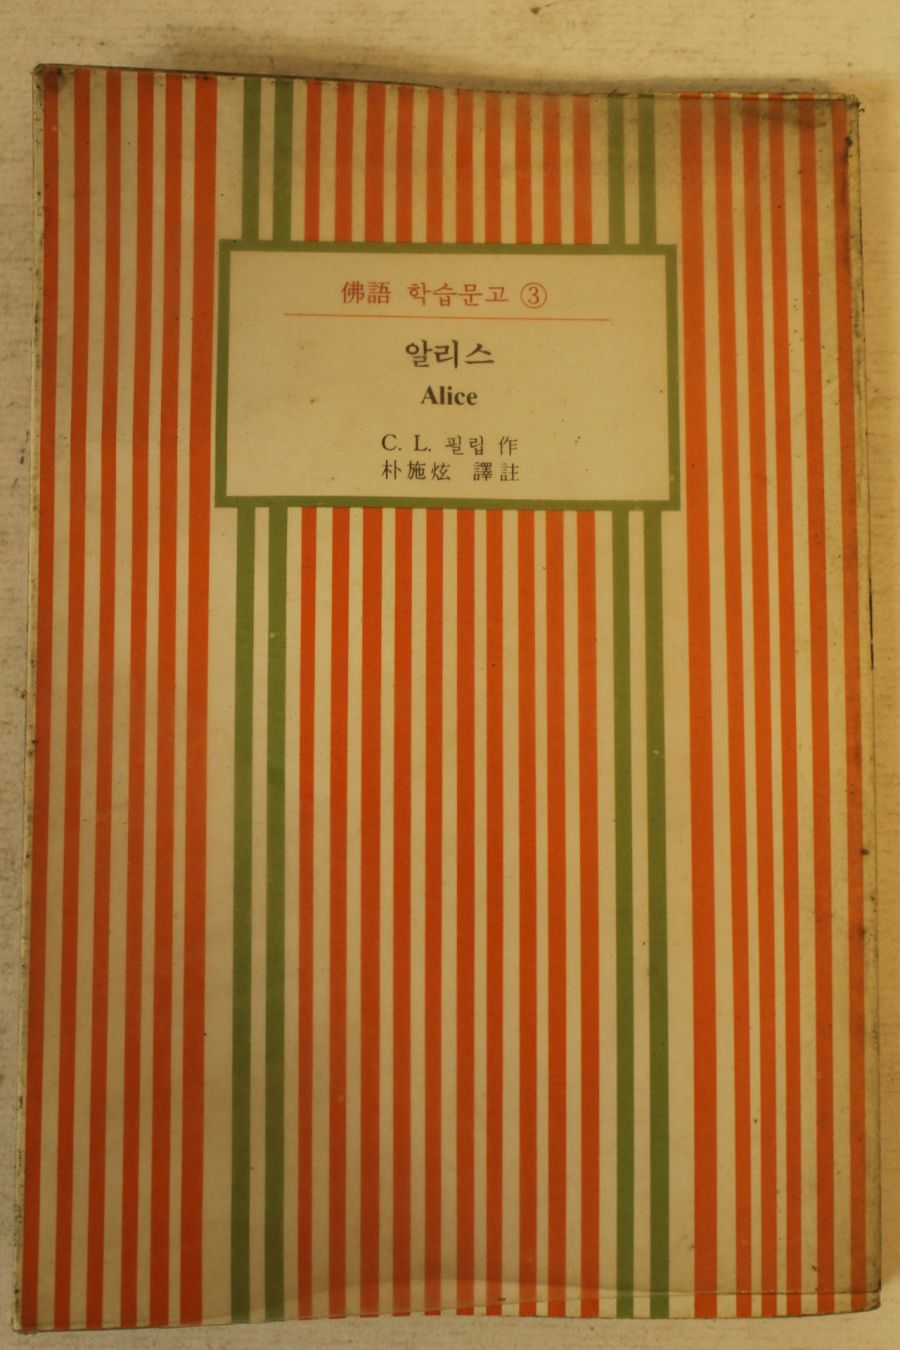 佛語 학습문고 ③
알리스
Alice
C. L. 필립 作
朴施炫 譯註